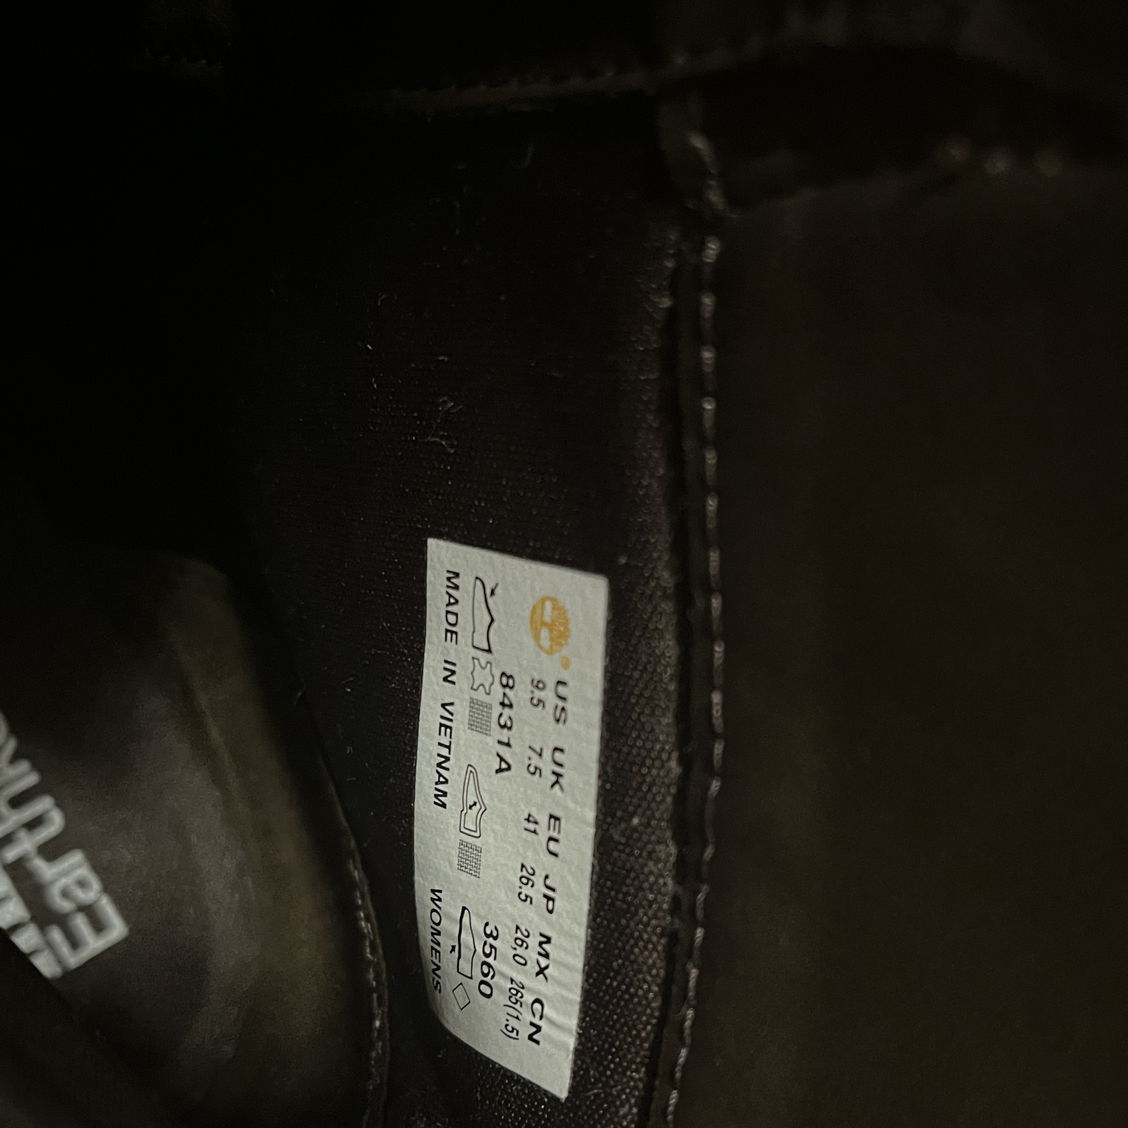 ® US UK EU JP MX CN
9.5 7.5 41 26.5 26,0 265(1.5)
8431A 3560
MADE IN VIETNAM WOMENS
Earth